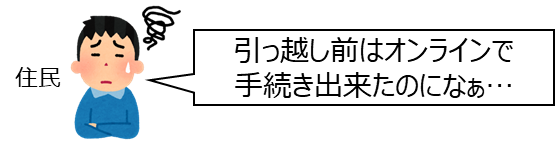 住民
引っ越し前はオンラインで
手続き出来たのになぁ…